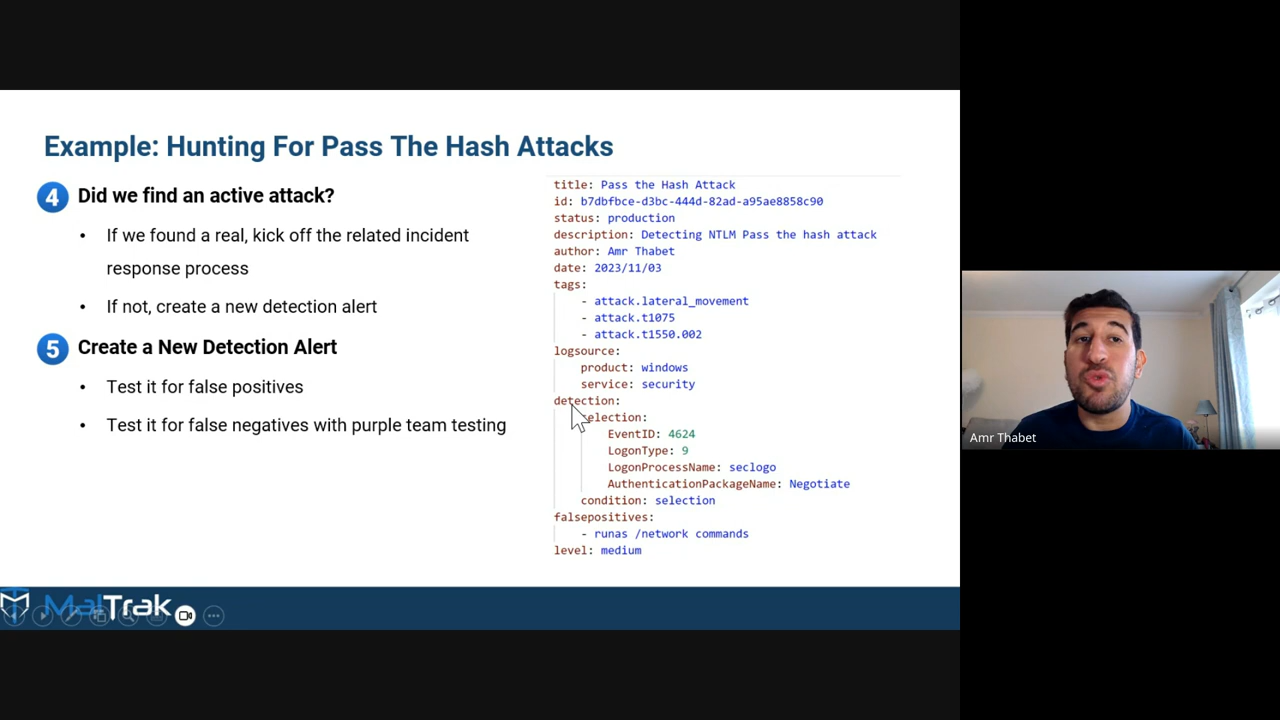 Example: Hunting For Pass The Hash Attacks
4 Did we find an active attack?
• If we found a real, kick off the related incident
response process
• If not, create a new detection alert
5 Create a New Detection Alert
• Test it for false positives
• Test it for false negatives with purple team testing
title: Pass the Hash Attack
id: b7dbfbce-d3bc-444d-82ad-a95ae8858c90
status: production
description: Detecting NTLM Pass the hash attack
author: Amr Thabet
date: 2023/11/03
tags:
- attack.lateral_movement
- attack.t1075
- attack.t1550.002
logsource:
product: windows
service: security
detection:
election:
EventID: 4624
LogonType: 9
LogonProcessName: seclogo
AuthenticationPackageName: Negotiate
condition: selection
falsepositives:
- runas /network commands
level: medium
MalTrak
Amr Thabet